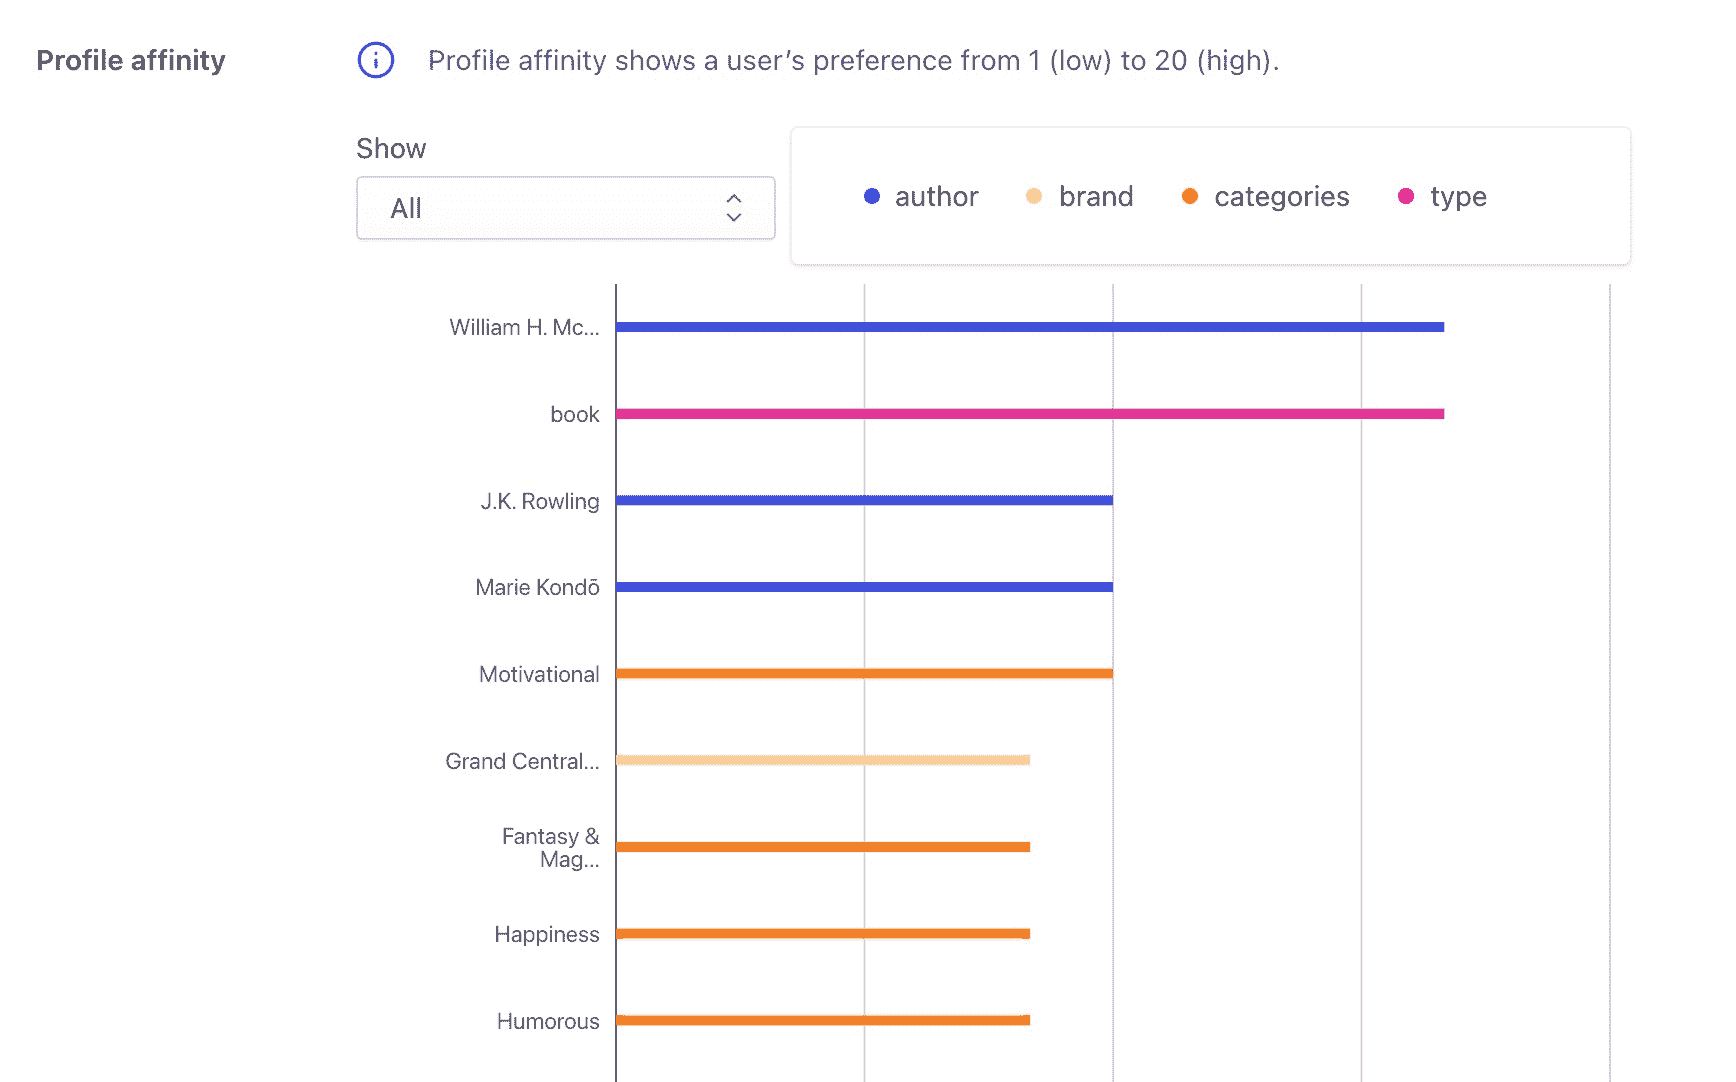 Profile affinity
Profile affinity shows a user’s preference from 1 (low) to 20 (high).
Show
All
author
brand
categories
type
William H. Mc...
book
J.K. Rowling
Marie Kondō
Motivational
Grand Central...
Fantasy &
Mag...
Happiness
Humorous